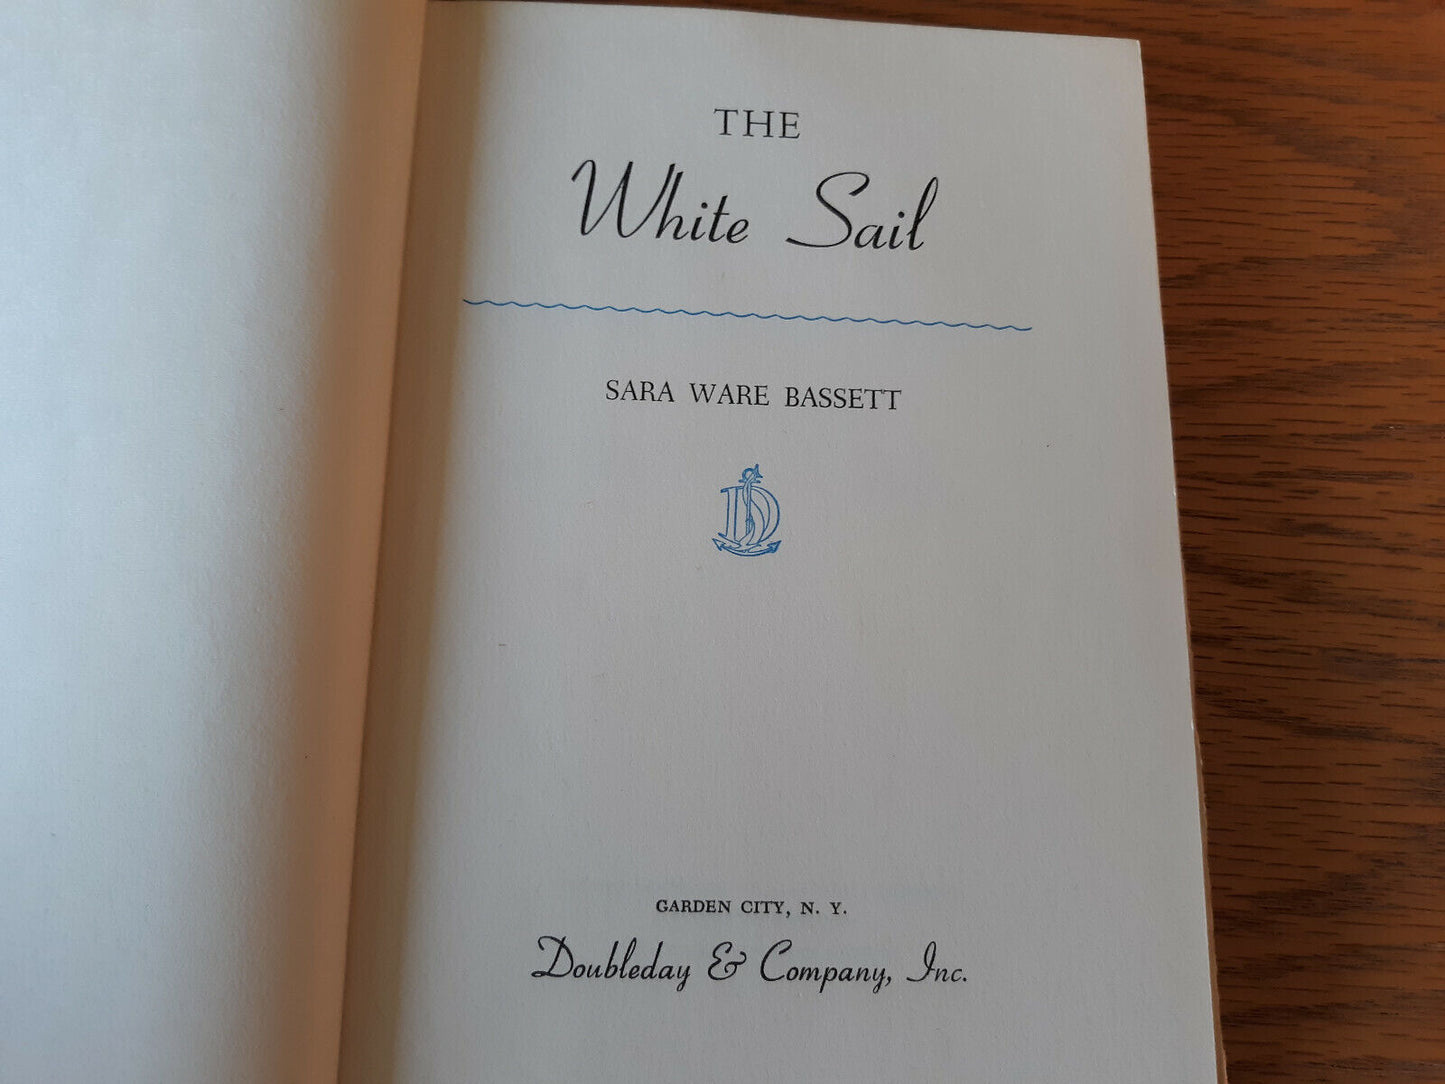 THE
White Sail
SARA WARE BASSETT
D
GARDEN CITY, N. Y.
Doubleday & Company, Inc.